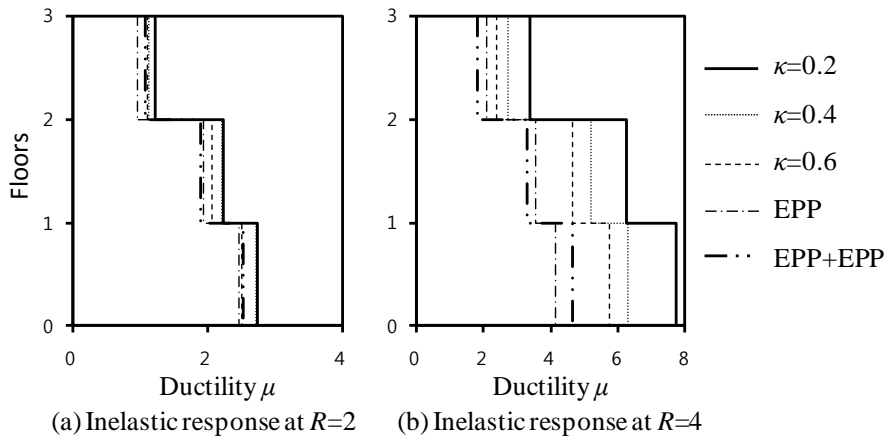 Floors
3
2
1
0
0
2
4
Ductility μ
(a) Inelastic response at R=2
3
2
1
0
0
2
4
6
8
Ductility μ
(b) Inelastic response at R=4
κ=0.2
κ=0.4
κ=0.6
EPP
EPP+EPP